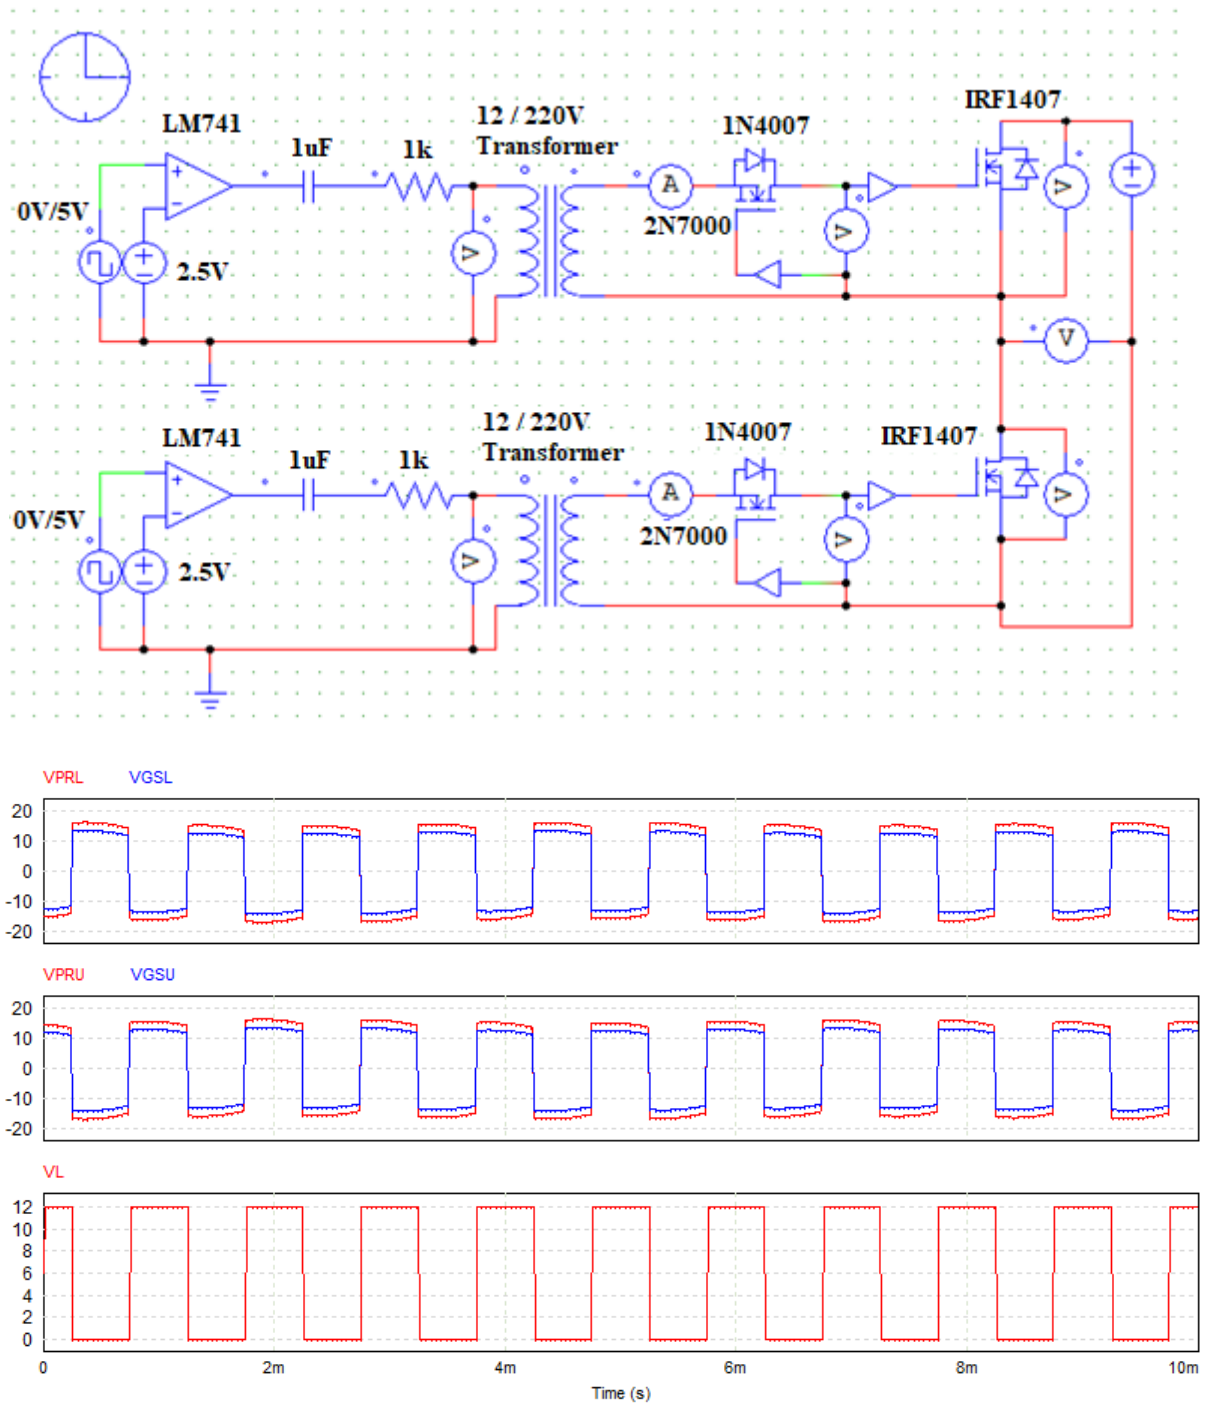 IRF1407
12 / 220V
Transformer
LM741
1N4007
1uF
1k
0V/5V
2.5V
A
2N7000
V
V
V
V
12 / 220V
Transformer
LM741
1N4007
IRF1407
1uF
1k
0V/5V
2.5V
A
2N7000
V
V
V
VPRL VGSL
20
10
0
-10
-20
VPRU VGSU
20
10
0
-10
-20
VL
12
10
8
6
4
2
0
0 2m 4m 6m 8m 10m
Time (s)